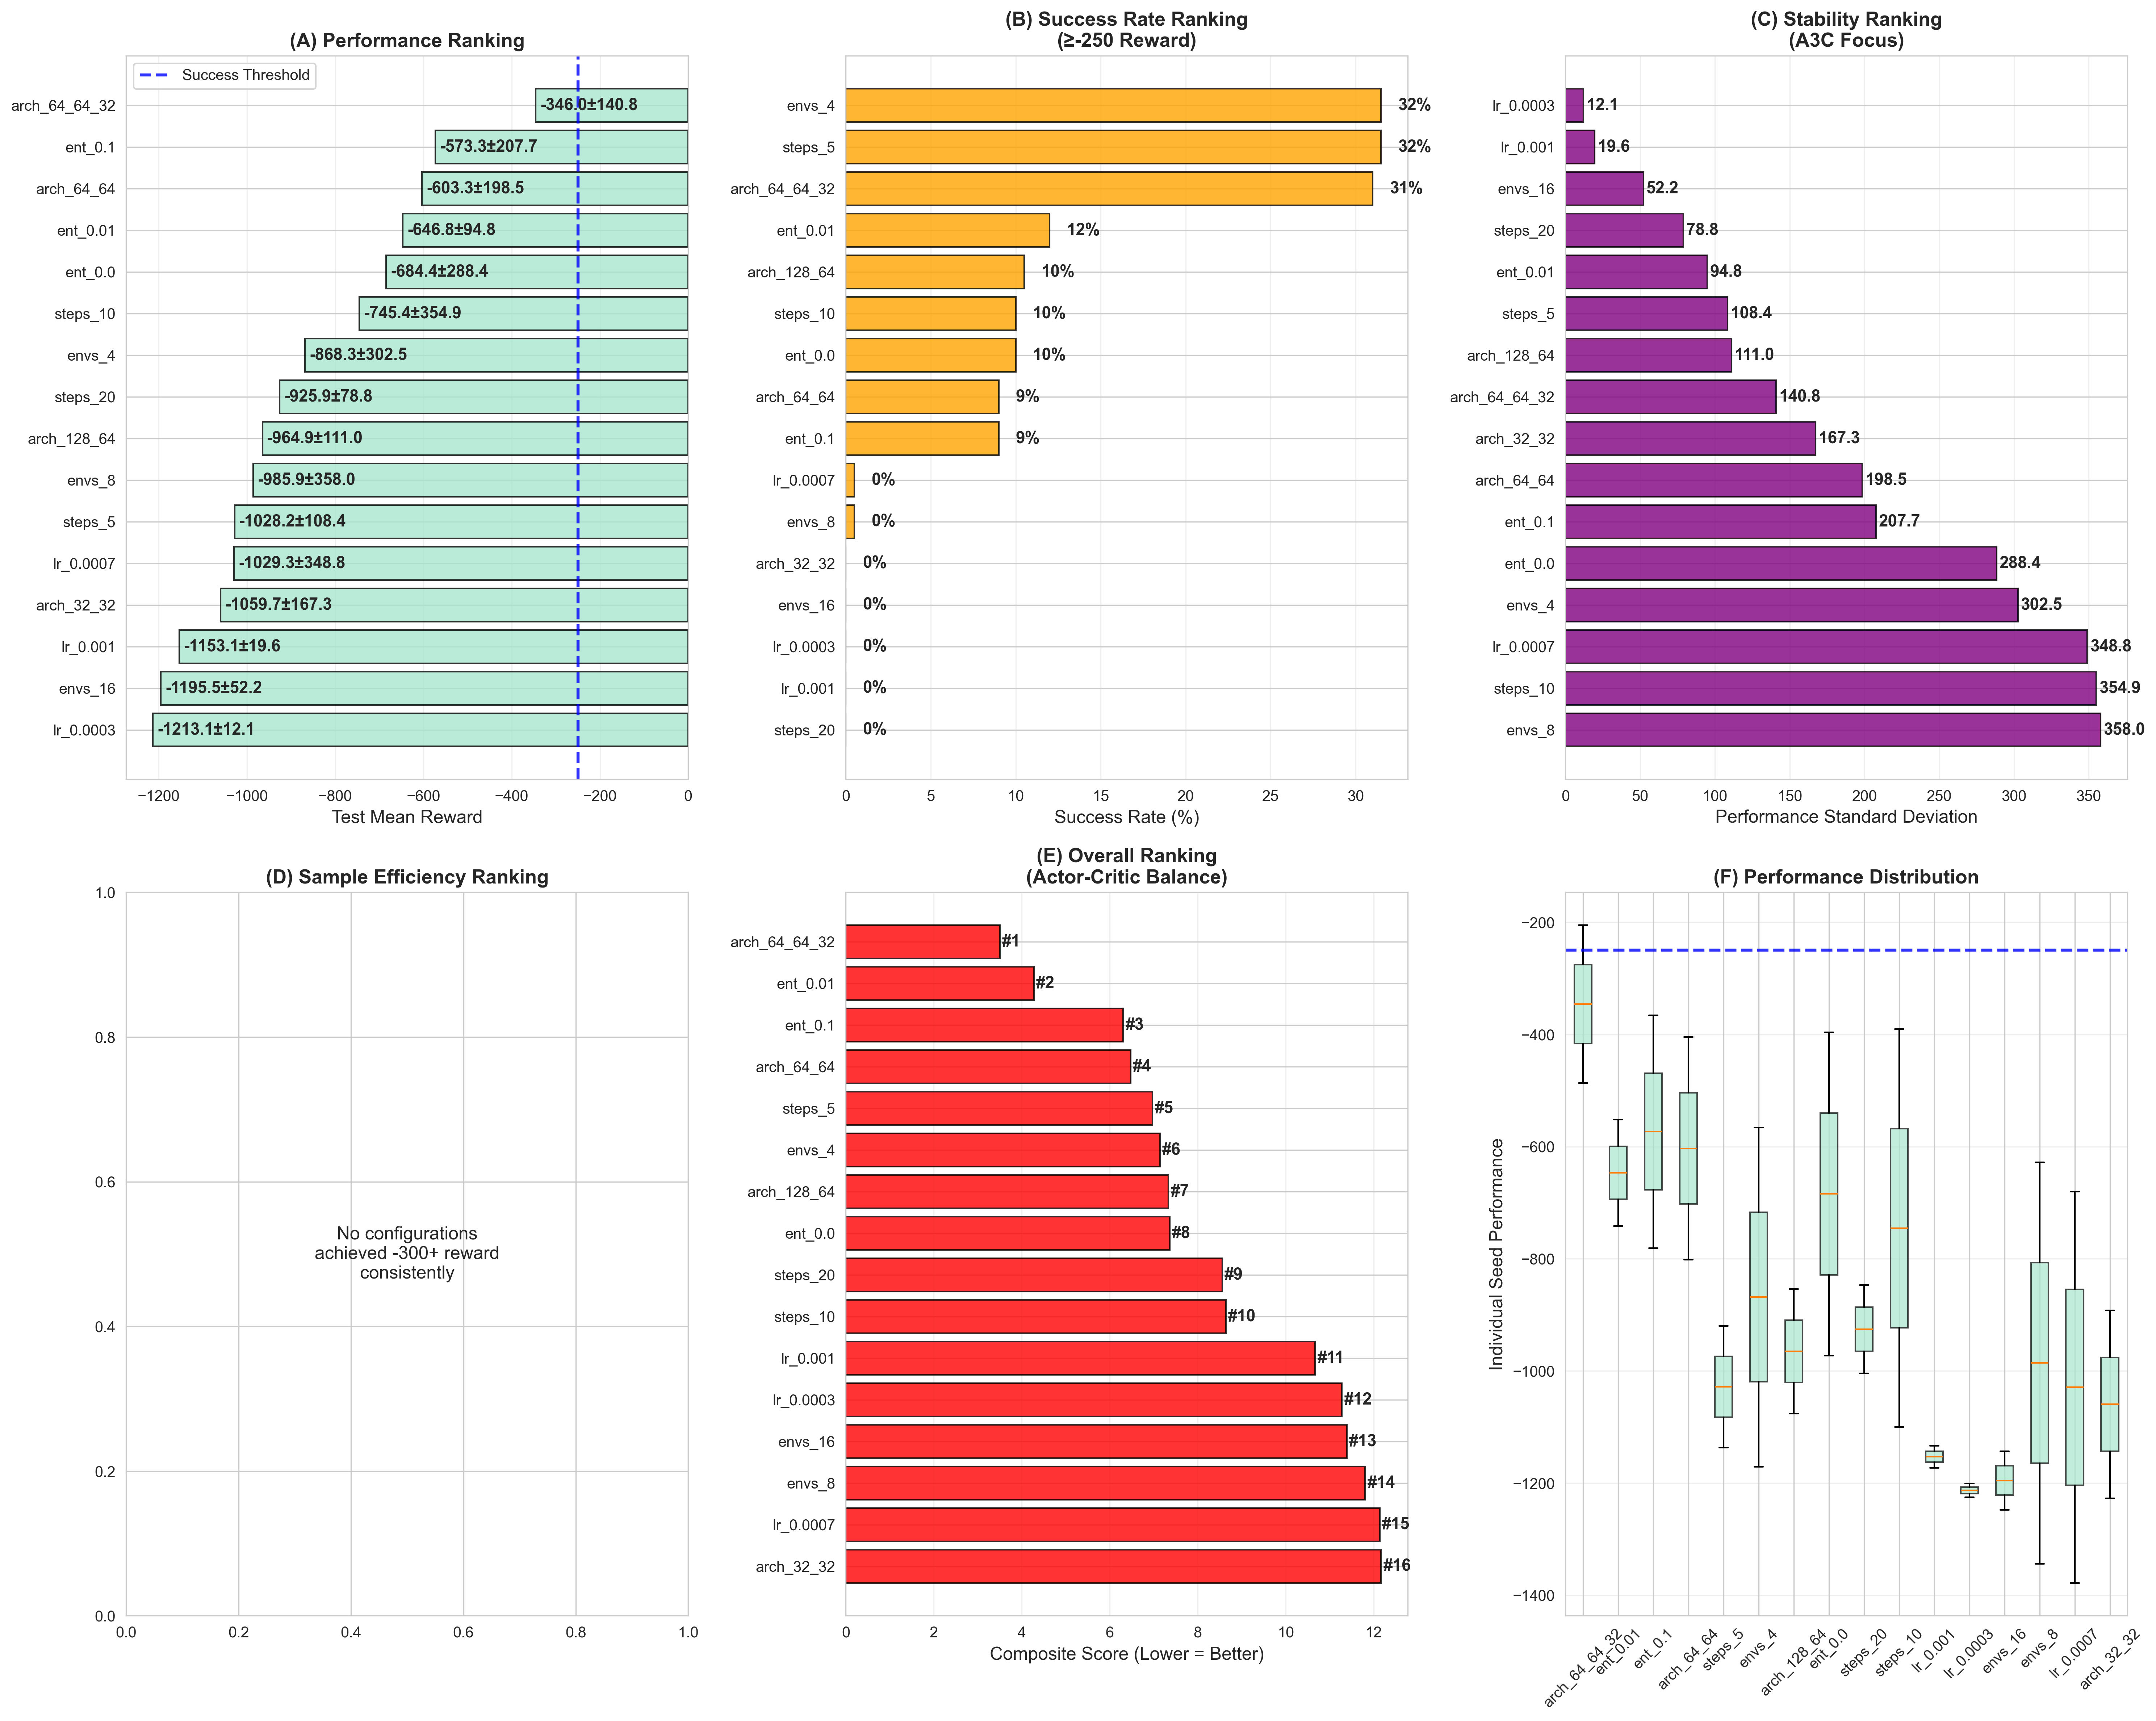 (A) Performance Ranking
Success Threshold
arch_64_64_32
-346.0±140.8
ent_0.1
-573.3±207.7
arch_64_64
-603.3±198.5
ent_0.01
-646.8±94.8
ent_0.0
-684.4±288.4
steps_10
-745.4±354.9
envs_4
-868.3±302.5
steps_20
-925.9±78.8
arch_128_64
-964.9±111.0
envs_8
-985.9±358.0
steps_5
-1028.2±108.4
lr_0.0007
-1029.3±348.8
arch_32_32
-1059.7±167.3
lr_0.001
-1153.1±19.6
envs_16
-1195.5±52.2
lr_0.0003
-1213.1±12.1
−1200 −1000 −800 −600 −400 −200 0
Test Mean Reward
(B) Success Rate Ranking
(≥-250 Reward)
envs_4
32%
steps_5
32%
arch_64_64_32
31%
ent_0.01
12%
arch_128_64
10%
steps_10
10%
ent_0.0
10%
arch_64_64
9%
ent_0.1
9%
lr_0.0007
0%
envs_8
0%
arch_32_32
0%
envs_16
0%
lr_0.0003
0%
lr_0.001
0%
steps_20
0%
0 5 10 15 20 25 30
Success Rate (%)
(C) Stability Ranking
(A3C Focus)
lr_0.0003
12.1
lr_0.001
19.6
envs_16
52.2
steps_20
78.8
ent_0.01
94.8
steps_5
108.4
arch_128_64
111.0
arch_64_64_32
140.8
arch_32_32
167.3
arch_64_64
198.5
ent_0.1
207.7
ent_0.0
288.4
envs_4
302.5
lr_0.0007
348.8
steps_10
354.9
envs_8
358.0
0 50 100 150 200 250 300 350
Performance Standard Deviation
(D) Sample Efficiency Ranking
1.0
0.8
0.6
0.4
0.2
0.0
No configurations
achieved -300+ reward
consistently
0.0 0.2 0.4 0.6 0.8 1.0
(E) Overall Ranking
(Actor-Critic Balance)
arch_64_64_32
#1
ent_0.01
#2
ent_0.1
#3
arch_64_64
#4
steps_5
#5
envs_4
#6
arch_128_64
#7
ent_0.0
#8
steps_20
#9
steps_10
#10
lr_0.001
#11
lr_0.0003
#12
envs_16
#13
envs_8
#14
lr_0.0007
#15
arch_32_32
#16
0 2 4 6 8 10 12
Composite Score (Lower = Better)
(F) Performance Distribution
Individual Seed Performance
−200
−400
−600
−800
−1000
−1200
−1400
arch_64_64_32
ent_0.01
ent_0.1
arch_64_64
steps_5
envs_4
arch_128_64
ent_0.0
steps_20
steps_10
lr_0.001
lr_0.0003
envs_16
envs_8
lr_0.0007
arch_32_32